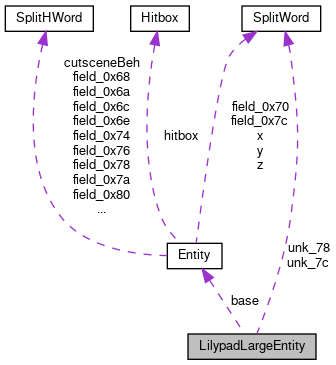 SplitHWord
Hitbox
SplitWord
cutsceneBeh
field_0x68
field_0x6a
field_0x6c
field_0x6e
field_0x74
field_0x76
field_0x78
field_0x7a
field_0x80
...
hitbox
field_0x70
field_0x7c
x
y
z
Entity
unk_78
unk_7c
base
LilypadLargeEntity